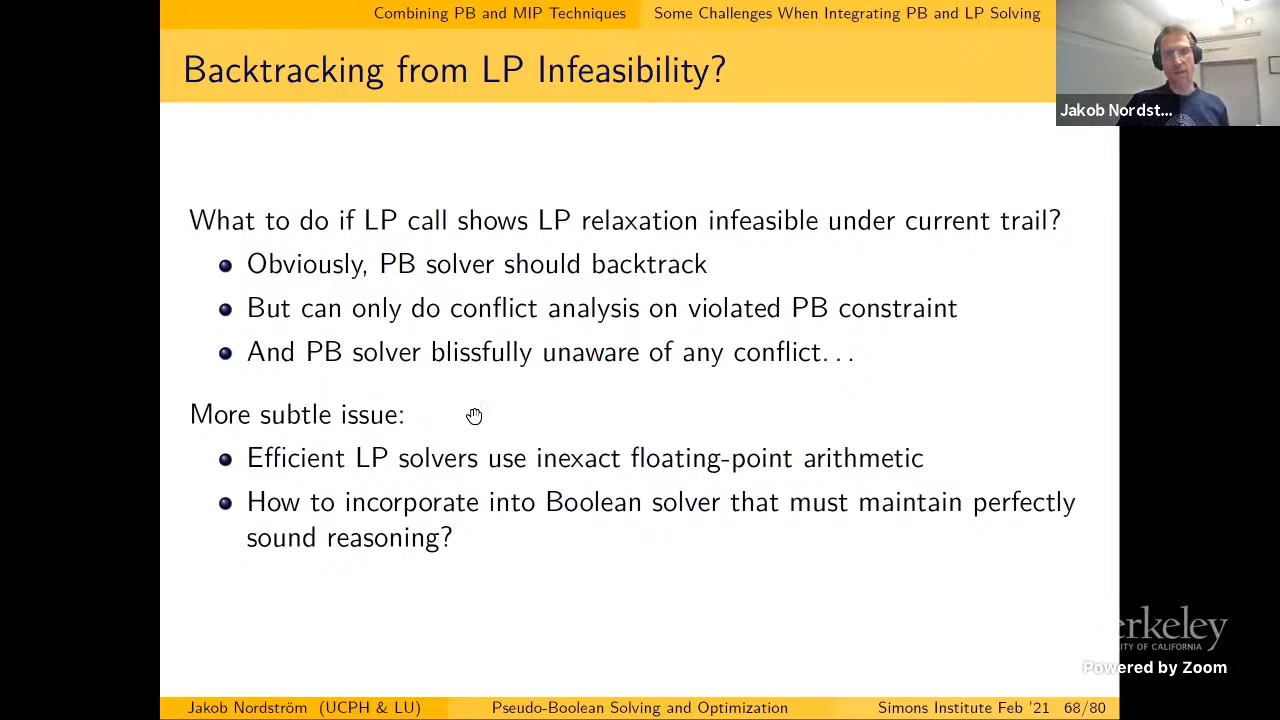 Combining PB and MIP Techniques Some Challenges When Integrating PB and LP Solving
Backtracking from LP Infeasibility?
Jakob Nordst...
What to do if LP call shows LP relaxation infeasible under current trail?
Obviously, PB solver should backtrack
But can only do conflict analysis on violated PB constraint
And PB solver blissfully unaware of any conflict...
More subtle issue:
Efficient LP solvers use inexact floating-point arithmetic
How to incorporate into Boolean solver that must maintain perfectly
sound reasoning?
erkeley
TY OF CALIFORNIA
Powered by Zoom
Jakob Nordström (UCPH & LU) Pseudo-Boolean Solving and Optimization Simons Institute Feb '21 68/80